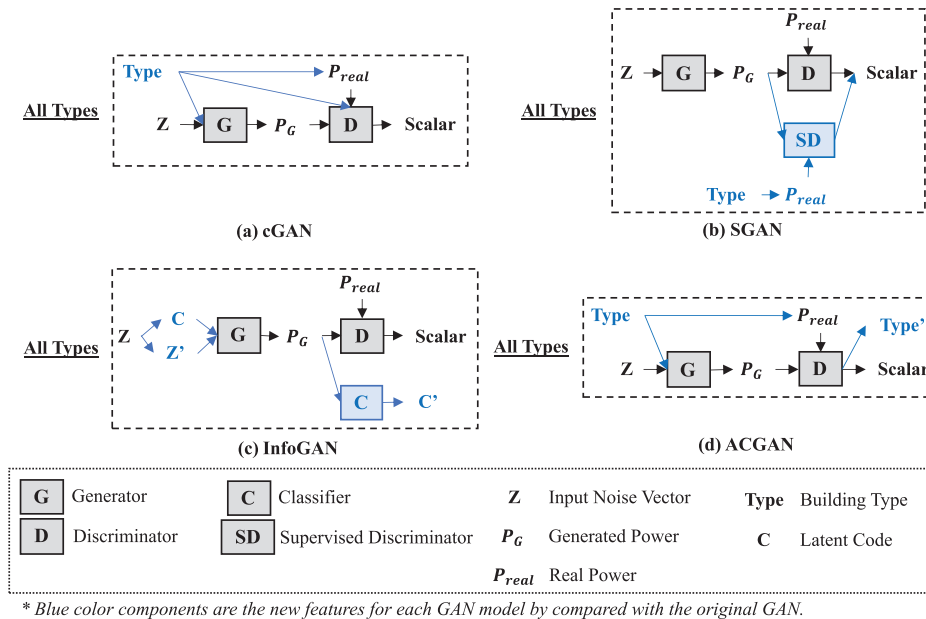 Type
P_real
All Types
Z G P_G D Scalar
(a) cGAN
P_real
Z G P_G D Scalar
All Types
SD
Type P_real
(b) SGAN
P_real
C
Z G P_G D Scalar
Z'
All Types
C C'
(c) InfoGAN
Type P_real Type'
All Types
Z G P_G D Scalar
(d) ACGAN
G Generator C Classifier Z Input Noise Vector Type Building Type
D Discriminator SD Supervised Discriminator P_G Generated Power C Latent Code
P_real Real Power
* Blue color components are the new features for each GAN model by compared with the original GAN.